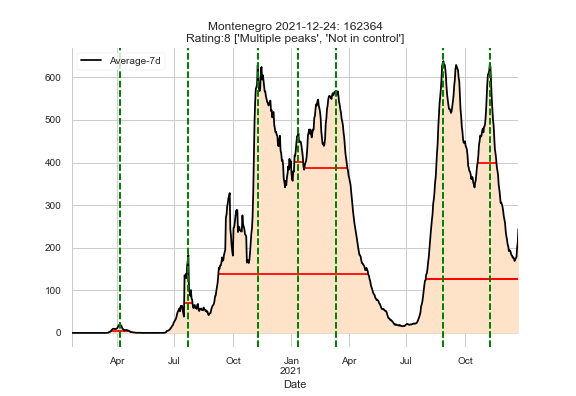 Montenegro 2021-12-24: 162364
Rating:8 ['Multiple peaks', 'Not in control']
Average-7d
600
500
400
300
200
100
0
Apr Jul Oct Jan Apr Jul Oct
2021
Date